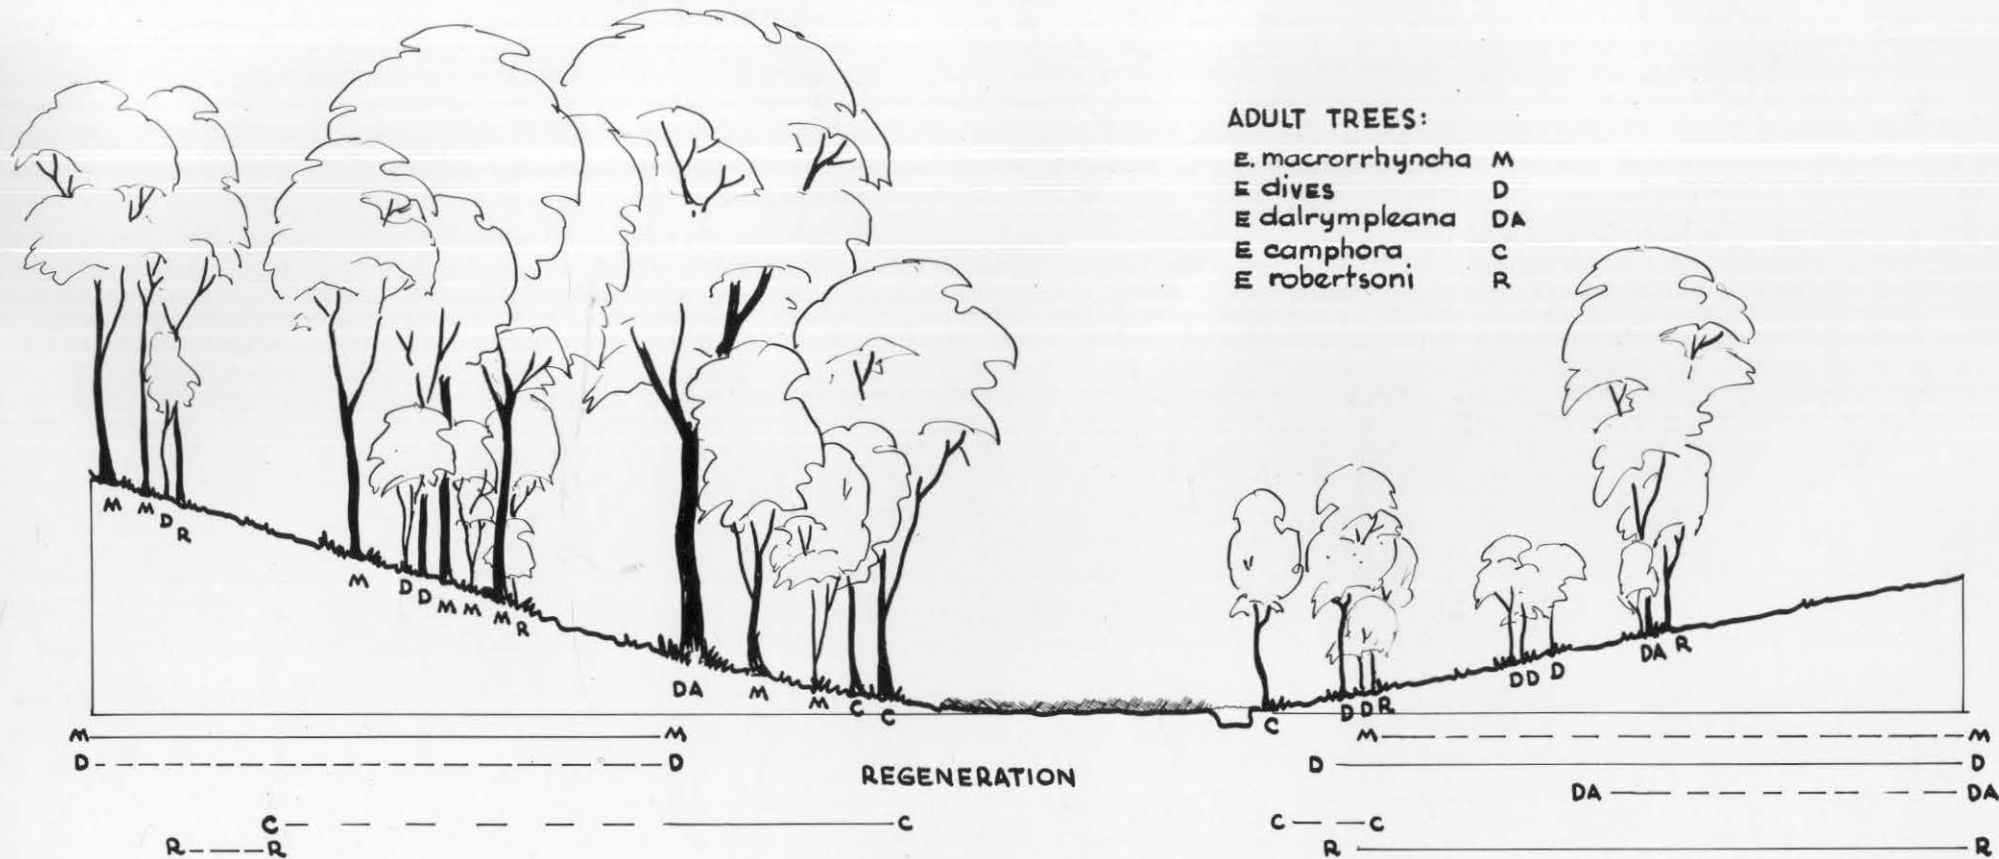 ADULT TREES:
E. macrorrhyncha M
E dives D
E dalrympleana DA
E camphora C
E robertsoni R
M M D R
M D D M M M R
DA M M C C
C D D R
D D D
DA R
M M
M M
D D
D D
REGENERATION
DA DA
C C
C C
R R
R R